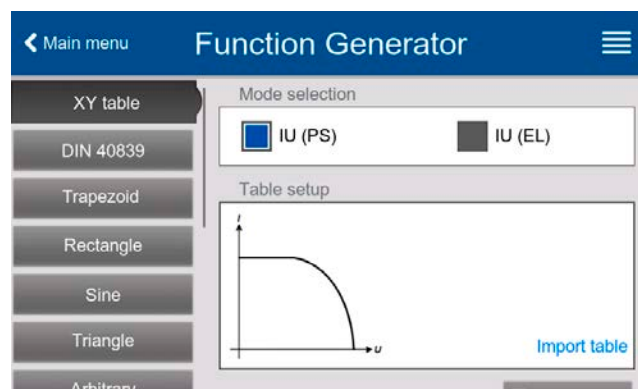 Main menu
Function Generator
XY table
DIN 40839
Trapezoid
Rectangle
Sine
Triangle
Arbitrary
Mode selection
IU (PS)
IU (EL)
Table setup
I
U
Import table